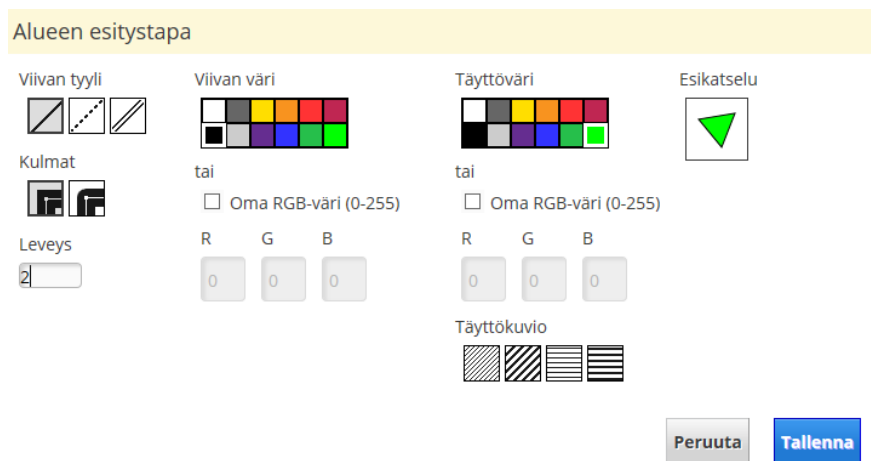 Alueen esitystapa
Viivan tyyli
Viivan väri
Täyttöväri
Esikatselu
Kulmat
tai
tai
Oma RGB-väri (0-255)
Oma RGB-väri (0-255)
Leveys
R G B
R G B
2
0 0 0
0 0 0
Täyttökuvio
Peruuta
Tallenna